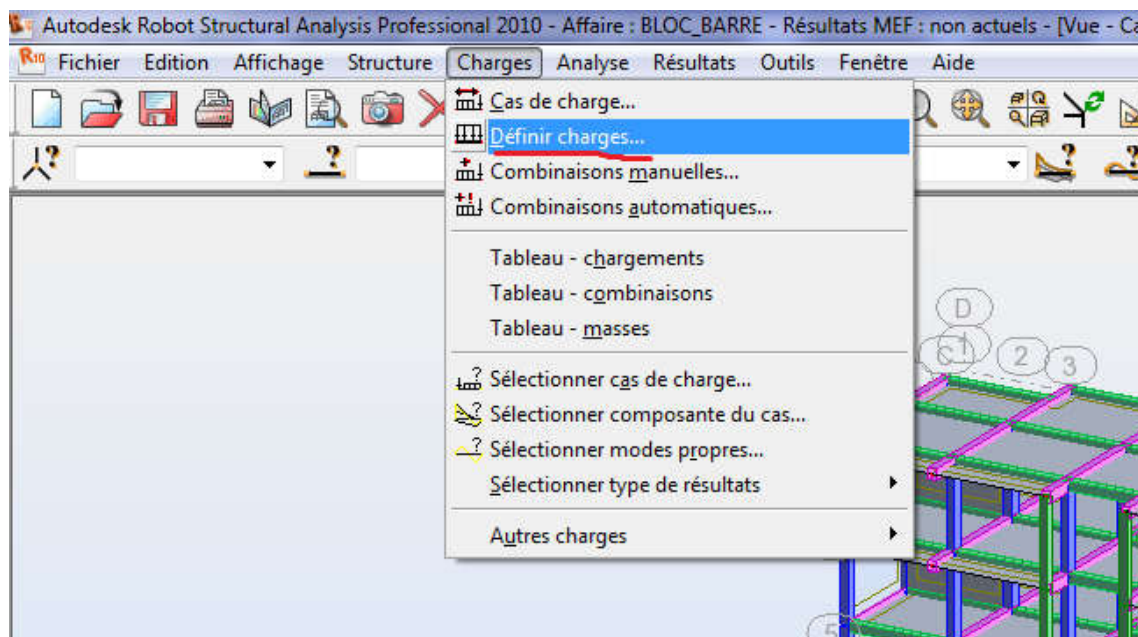 Autodesk Robot Structural Analysis Professional 2010 - Affaire : BLOC_BARRE - Résultats MEF : non actuels - [Vue - Ca
R10 Fichier Edition Affichage Structure Charges Analyse Résultats Outils Fenêtre Aide
Cas de charge...
Définir charges...
Combinaisons manuelles...
Combinaisons automatiques...
Tableau - chargements
Tableau - combinaisons
Tableau - masses
Sélectionner cas de charge...
Sélectionner composante du cas...
Sélectionner modes propres...
Sélectionner type de résultats
Autres charges
D
C 1 2 3
5